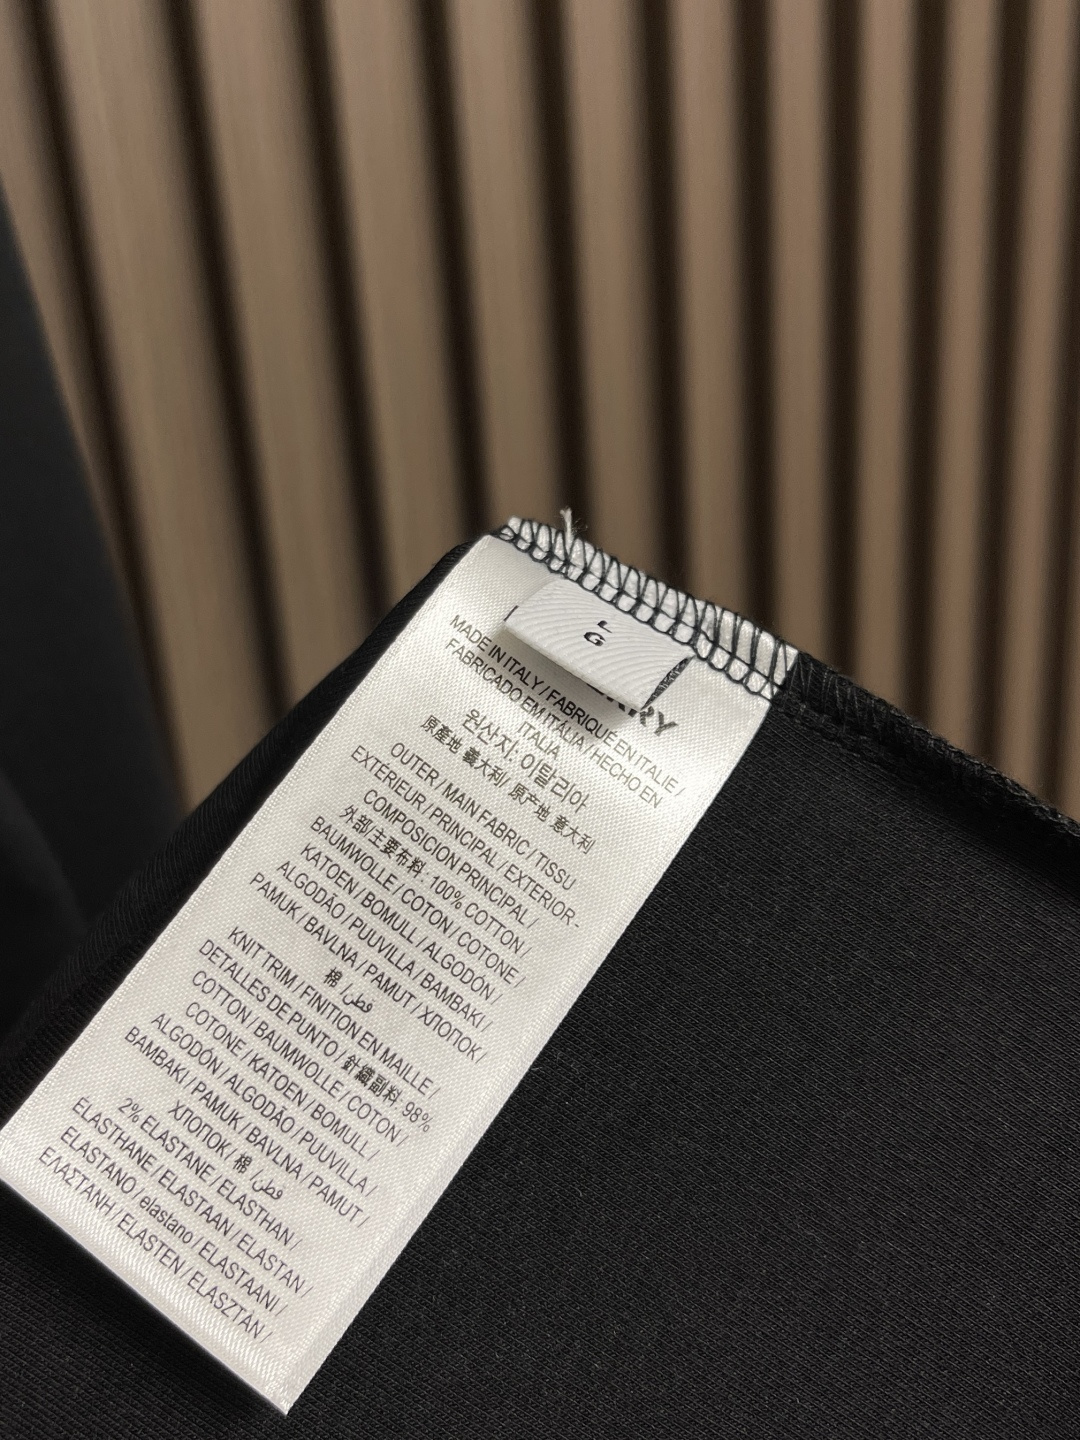 L
G
RRY
MADE IN ITALY / FABRIQUÉ EN ITALIE /
FABRICADO EM ITÁLIA / HECHO EN
ITALIA
원산지: 이탈리아
原產地 義大利 / 原产地 意大利
OUTER / MAIN FABRIC / TISSU
EXTÉRIEUR / PRINCIPAL / EXTERIOR-
COMPOSICION PRINCIPAL /
外部/主要布料: 100% COTTON /
BAUMWOLLE / COTON / COTONE /
KATOEN / BOMULL / ALGODÓN /
ALGODÃO / PUUVILLA / BAMBAKI /
PAMUK / BAVLNA / PAMUT / ХЛОПОК /
棉 / قطن
KNIT TRIM / FINITION EN MAILLE /
DETALLES DE PUNTO / 針織副料: 98%
COTTON / BAUMWOLLE / COTON /
COTONE / KATOEN / BOMULL /
ALGODÓN / ALGODÃO / PUUVILLA /
BAMBAKI / PAMUK / BAVLNA / PAMUT /
ХЛОПОК / 棉 / قطن
2% ELASTANE / ELASTHAN /
ELASTHANE / ELASTAAN / ELASTAN /
ELASTANO / elastano / ELASTAANI /
ΕΛΑΣΤΑΝΗ / ELASTEN / ELASZTÁN /